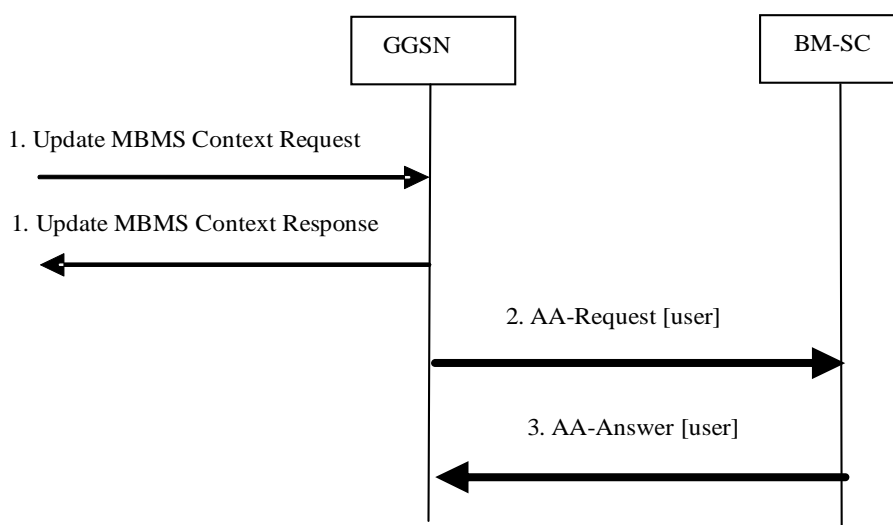 GGSN
BM-SC
1. Update MBMS Context Request
1. Update MBMS Context Response
2. AA-Request [user]
3. AA-Answer [user]